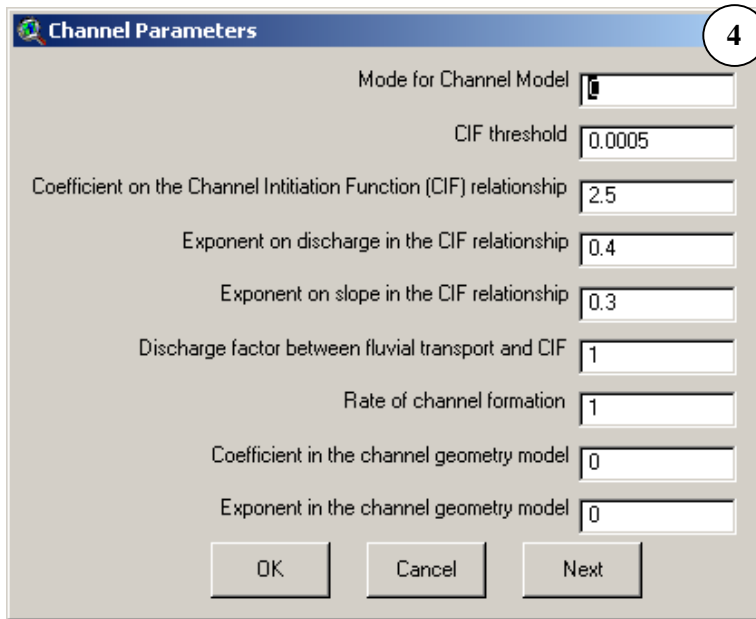 Channel Parameters
4
Mode for Channel Model
CIF threshold 0.0005
Coefficient on the Channel Intitiation Function (CIF) relationship 2.5
Exponent on discharge in the CIF relationship 0.4
Exponent on slope in the CIF relationship 0.3
Discharge factor between fluvial transport and CIF 1
Rate of channel formation 1
Coefficient in the channel geometry model 0
Exponent in the channel geometry model 0
OK Cancel Next